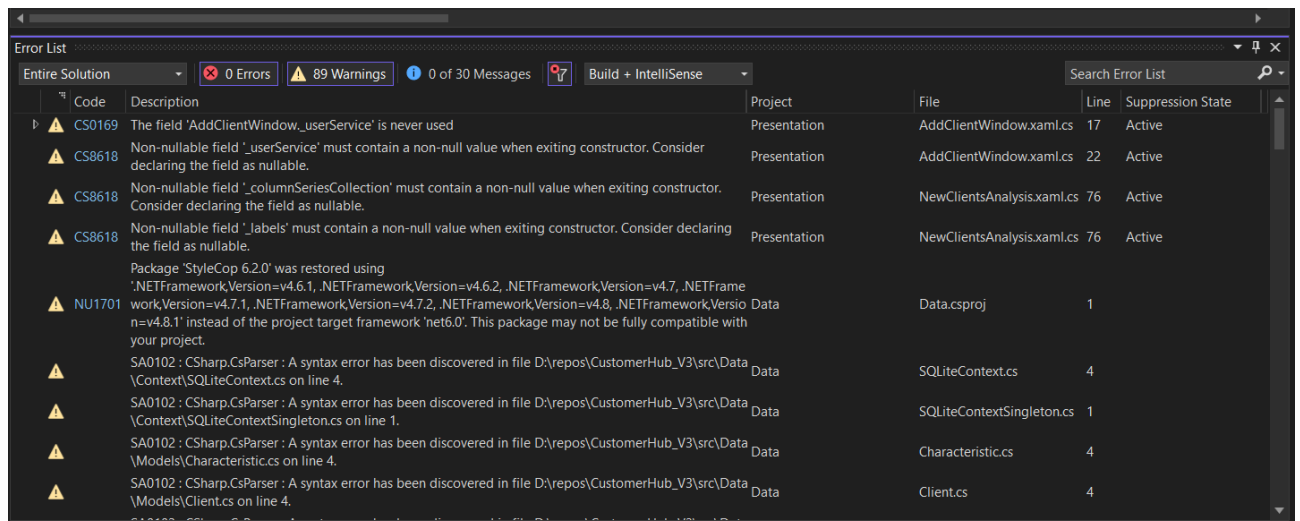 Error List
Entire Solution
0 Errors
89 Warnings
0 of 30 Messages
Build + IntelliSense
Search Error List
Code Description Project File Line Suppression State
CS0169 The field 'AddClientWindow._userService' is never used Presentation AddClientWindow.xaml.cs 17 Active
CS8618 Non-nullable field '_userService' must contain a non-null value when exiting constructor. Consider
declaring the field as nullable. Presentation AddClientWindow.xaml.cs 22 Active
CS8618 Non-nullable field '_columnSeriesCollection' must contain a non-null value when exiting constructor.
Consider declaring the field as nullable. Presentation NewClientsAnalysis.xaml.cs 76 Active
CS8618 Non-nullable field '_labels' must contain a non-null value when exiting constructor. Consider declaring
the field as nullable. Presentation NewClientsAnalysis.xaml.cs 76 Active
Package 'StyleCop 6.2.0' was restored using
'.NETFramework,Version=v4.6.1, .NETFramework,Version=v4.6.2, .NETFramework,Version=v4.7, .NETFrame
NU1701 work,Version=v4.7.1, .NETFramework,Version=v4.7.2, .NETFramework,Version=v4.8, .NETFramework,Versio Data Data.csproj 1
n=v4.8.1' instead of the project target framework 'net6.0'. This package may not be fully compatible with
your project.
SA0102 : CSharp.CsParser : A syntax error has been discovered in file D:\repos\CustomerHub_V3\src\Data
\Context\SQLiteContext.cs on line 4. Data SQLiteContext.cs 4
SA0102 : CSharp.CsParser : A syntax error has been discovered in file D:\repos\CustomerHub_V3\src\Data
\Context\SQLiteContextSingleton.cs on line 1. Data SQLiteContextSingleton.cs 1
SA0102 : CSharp.CsParser : A syntax error has been discovered in file D:\repos\CustomerHub_V3\src\Data
\Models\Characteristic.cs on line 4. Data Characteristic.cs 4
SA0102 : CSharp.CsParser : A syntax error has been discovered in file D:\repos\CustomerHub_V3\src\Data
\Models\Client.cs on line 4. Data Client.cs 4